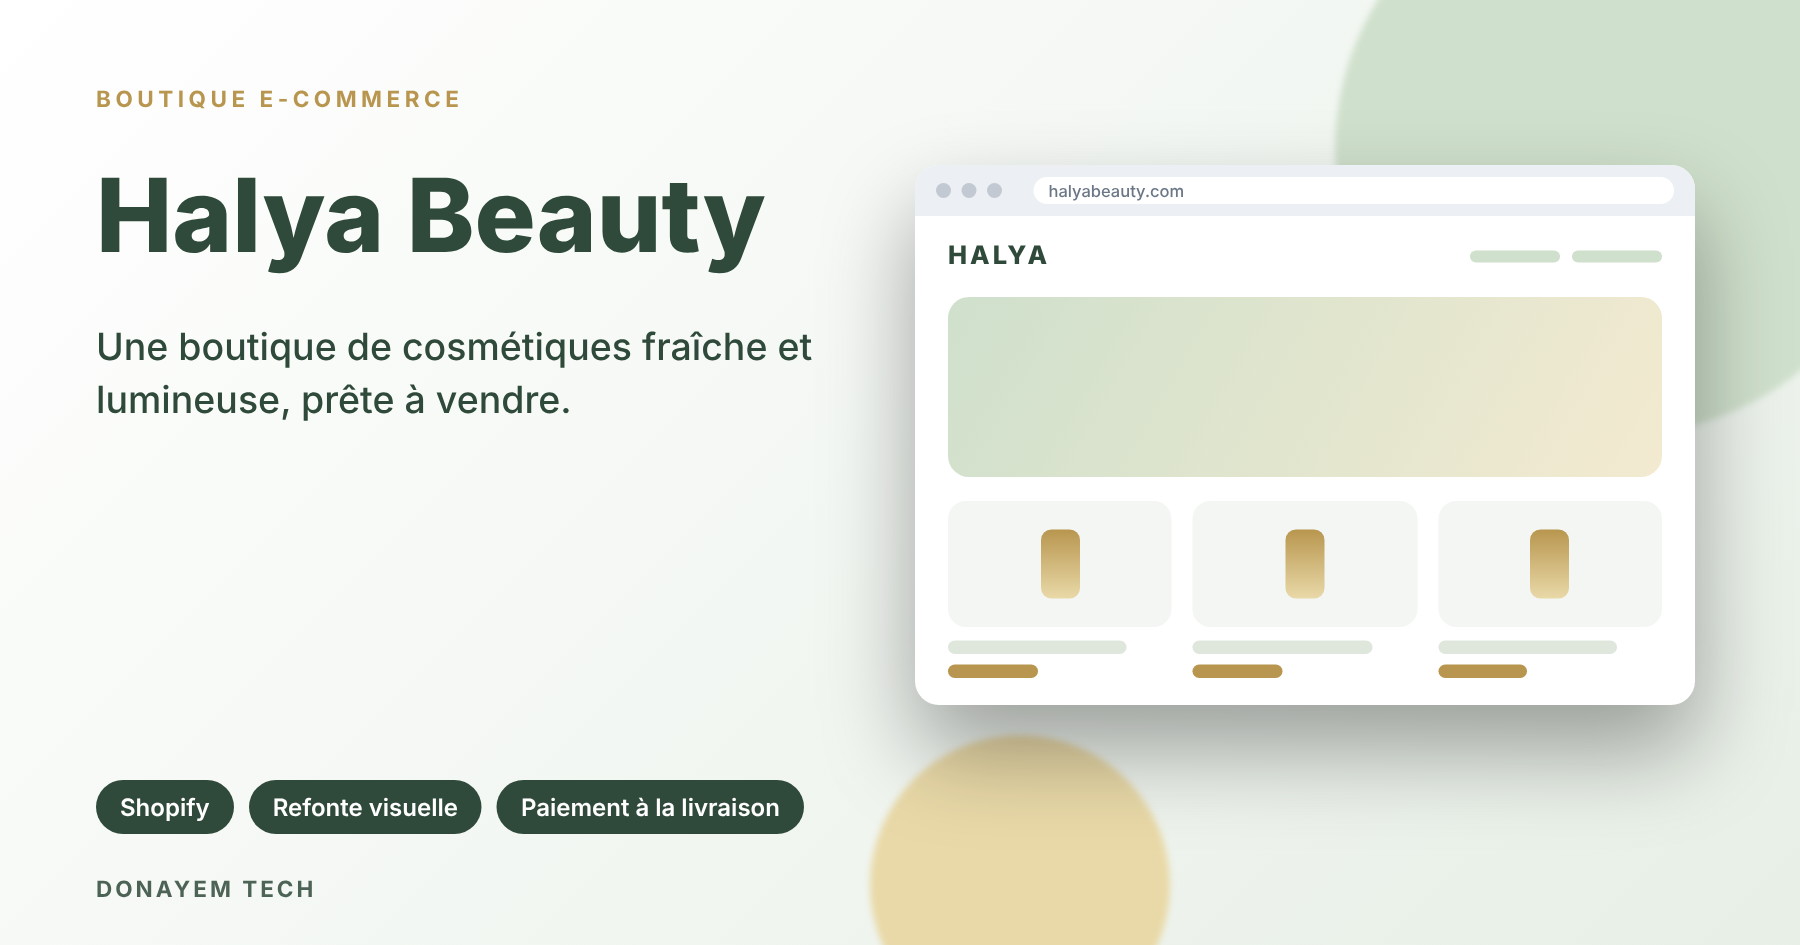 BOUTIQUE E-COMMERCE
Halya Beauty
Une boutique de cosmétiques fraîche et
lumineuse, prête à vendre.
Shopify
Refonte visuelle
Paiement à la livraison
DONAYEM TECH
halyabeauty.com
HALYA